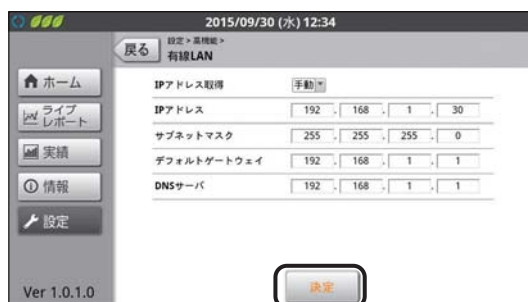 2015/09/30 (水) 12:34
戻る
設定 > 高機能 >
有線LAN
ホーム
ライブ
レポート
実績
情報
設定
Ver 1.0.1.0
IPアドレス取得 手動
IPアドレス 192 . 168 . 1 . 30
サブネットマスク 255 . 255 . 255 . 0
デフォルトゲートウェイ 192 . 168 . 1 . 1
DNSサーバ 192 . 168 . 1 . 1
決定